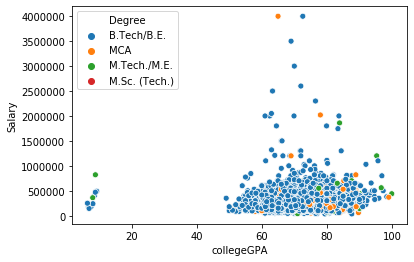 Degree
B.Tech/B.E.
MCA
M.Tech./M.E.
M.Sc. (Tech.)
4000000
3500000
3000000
2500000
2000000
1500000
1000000
500000
0
Salary
20 40 60 80 100
collegeGPA